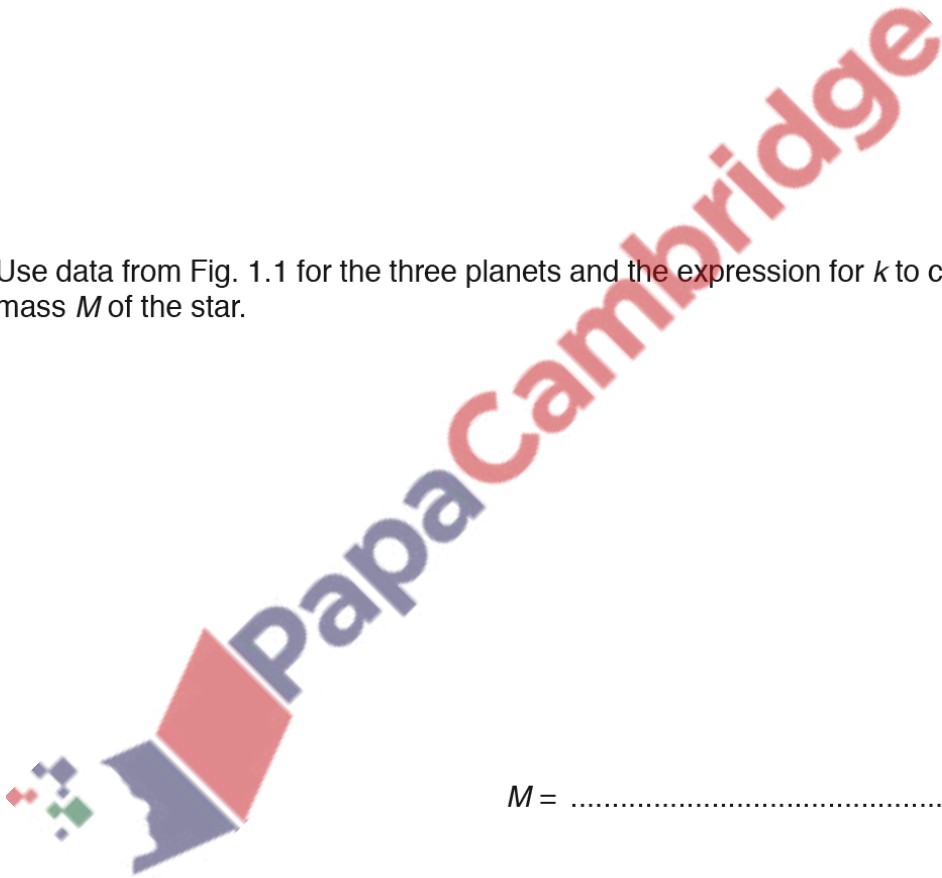 Use data from Fig. 1.1 for the three planets and the expression for k to c
mass M of the star.
PapaCambridge
M = ............................................